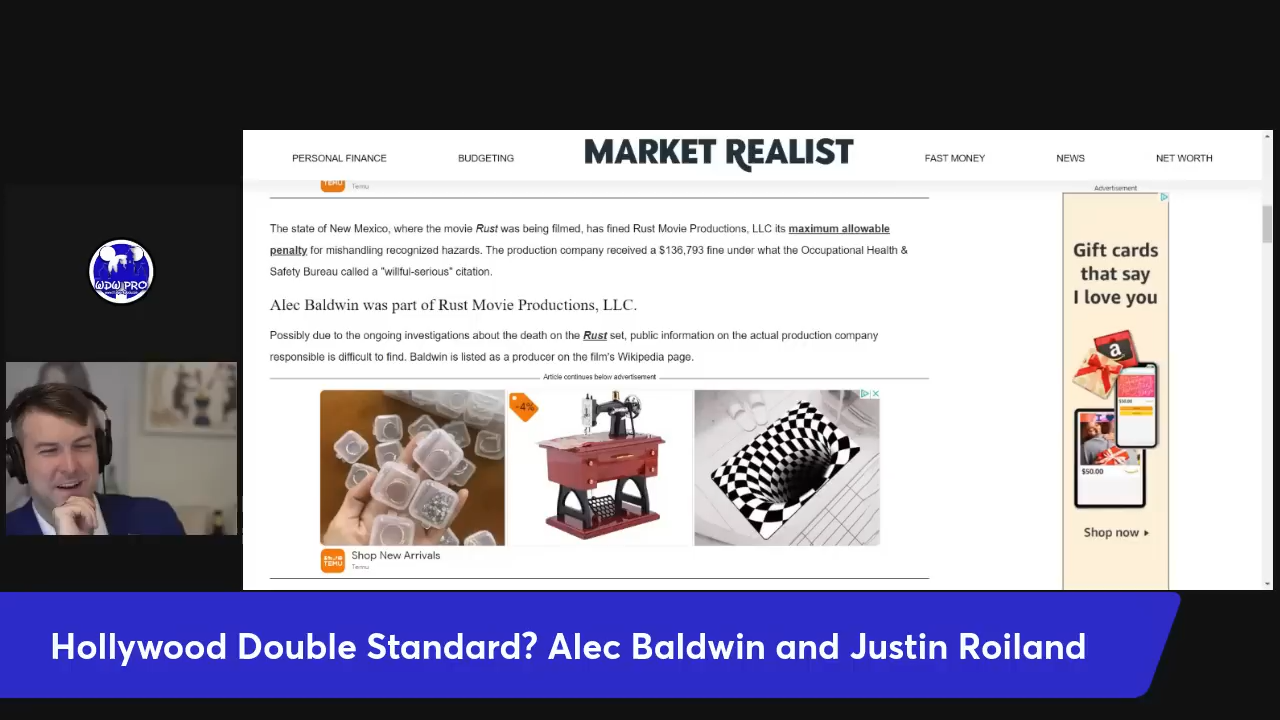 PERSONAL FINANCE
BUDGETING
MARKET REALIST
FAST MONEY
NEWS
NET WORTH
TEMU
Temu
Advertisement
The state of New Mexico, where the movie Rust was being filmed, has fined Rust Movie Productions, LLC its maximum allowable
penalty for mishandling recognized hazards. The production company received a $136,793 fine under what the Occupational Health &
Safety Bureau called a "willful-serious" citation.
Alec Baldwin was part of Rust Movie Productions, LLC.
Possibly due to the ongoing investigations about the death on the Rust set, public information on the actual production company
responsible is difficult to find. Baldwin is listed as a producer on the film's Wikipedia page.
Article continues below advertisement
-4%
TEMU
Shop New Arrivals
Temu
Gift cards
that say
I love you
a
$50.00
$50.00
Shop now
WDW PRO
Hollywood Double Standard? Alec Baldwin and Justin Roiland